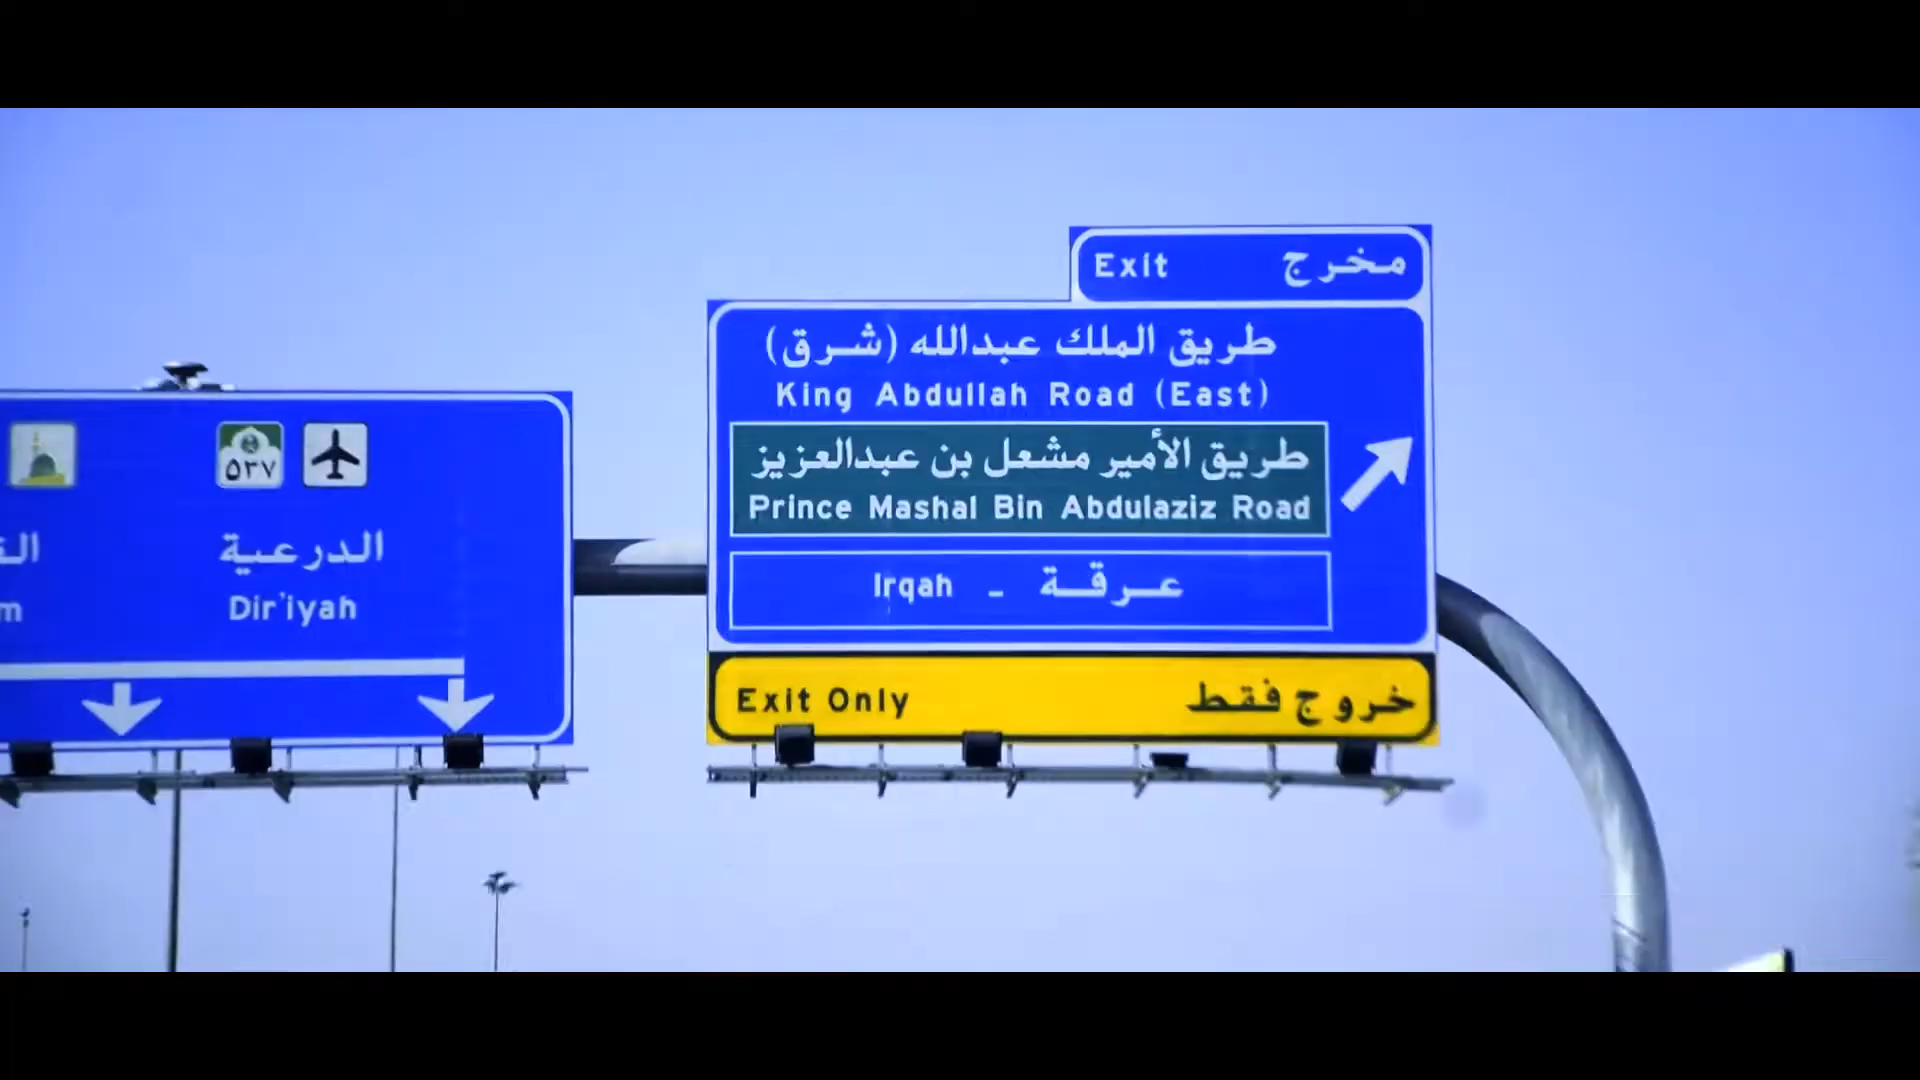 Exit مخرج
طريق الملك عبدالله (شرق)
King Abdullah Road (East)
طريق الأمير مشعل بن عبدالعزيز
Prince Mashal Bin Abdulaziz Road
Irqah - عرقة
Exit Only خروج فقط
٥٣٧
الدرعية
Dir'iyah